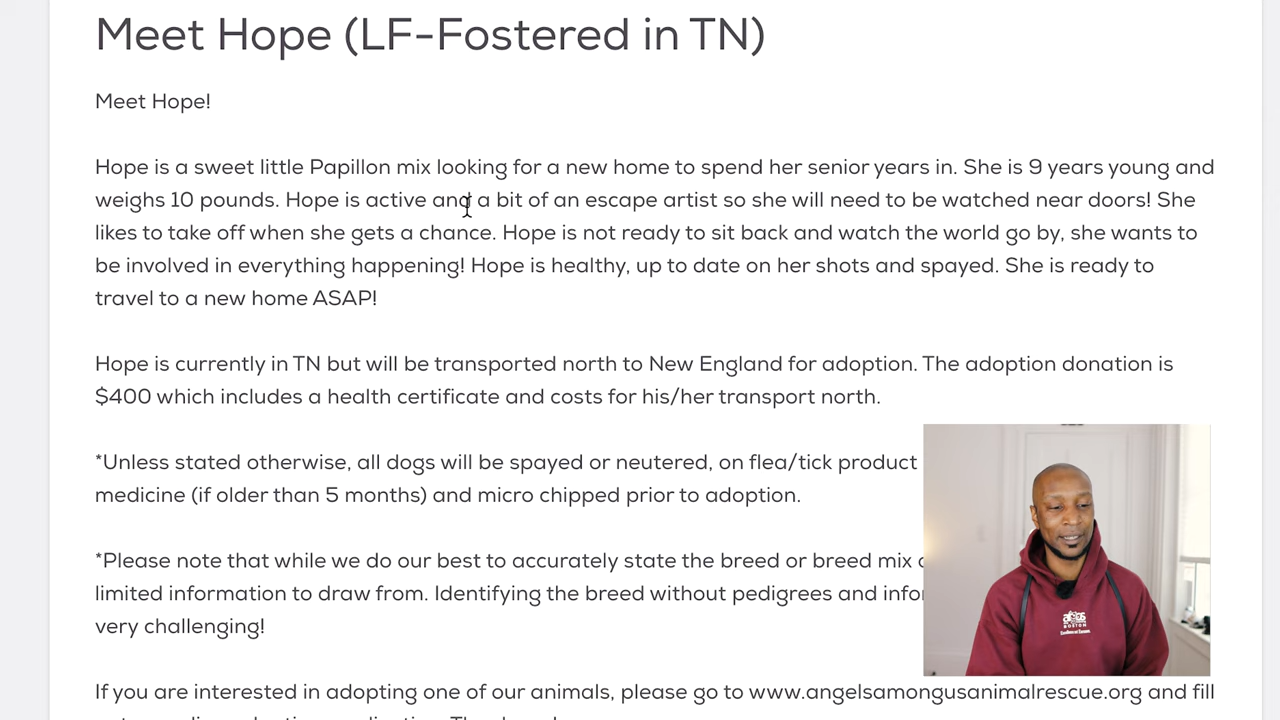 Meet Hope (LF-Fostered in TN)
Meet Hope!
Hope is a sweet little Papillon mix looking for a new home to spend her senior years in. She is 9 years young and
weighs 10 pounds. Hope is active and a bit of an escape artist so she will need to be watched near doors! She
likes to take off when she gets a chance. Hope is not ready to sit back and watch the world go by, she wants to
be involved in everything happening! Hope is healthy, up to date on her shots and spayed. She is ready to
travel to a new home ASAP!
Hope is currently in TN but will be transported north to New England for adoption. The adoption donation is
$400 which includes a health certificate and costs for his/her transport north.
*Unless stated otherwise, all dogs will be spayed or neutered, on flea/tick product
medicine (if older than 5 months) and micro chipped prior to adoption.
*Please note that while we do our best to accurately state the breed or breed mix
limited information to draw from. Identifying the breed without pedigrees and
very challenging!
If you are interested in adopting one of our animals, please go to www.angelsamongusanimalrescue.org and fill
BOSTON